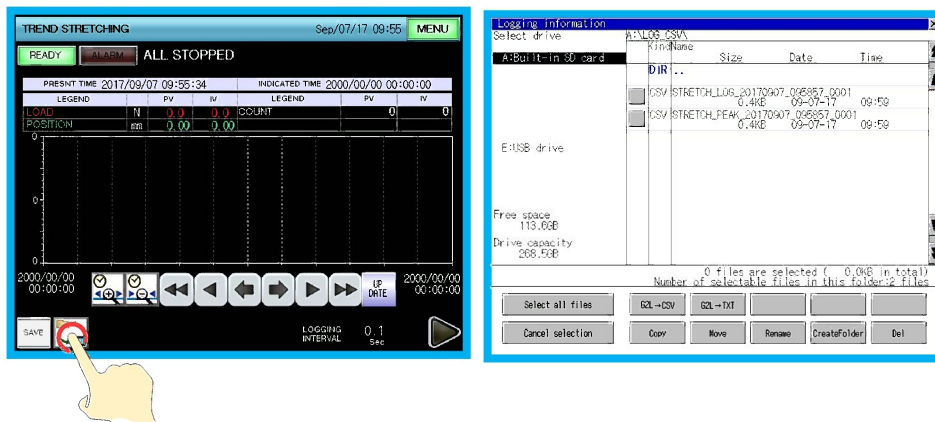 TREND STRETCHING Sep/07/17 09:55 MENU
READY ALARM ALL STOPPED
PRESNT TIME 2017/09/07 09:55:34 INDICATED TIME 2000/00/00 00:00:00
LEGEND PV IV LEGEND PV IV
LOAD N 0.0 0.0 COUNT 0 0
POSITION mm 0.00 0.00
0
0
0
2000/00/00 2000/00/00
00:00:00 00:00:00
UP
DATE
SAVE
LOGGING
INTERVAL
0.1
Sec
Logging information
Select drive A:\LOG_CSV\
Kind Name
Size Date Time
A:Built-in SD card
DIR ..
CSV STRETCH_LOG_20170907_095857_0001
0.4KB 09-07-17 09:59
CSV STRETCH_PEAK_20170907_095857_0001
0.4KB 09-07-17 09:59
E:USB drive
Free space
113.6GB
Drive capacity
268.5GB
0 files are selected ( 0.0KB in total)
Number of selectable files in this folder:2 files
Select all files G2L→CSV G2L→TXT
Cancel selection Copy Move Rename CreateFolder Del